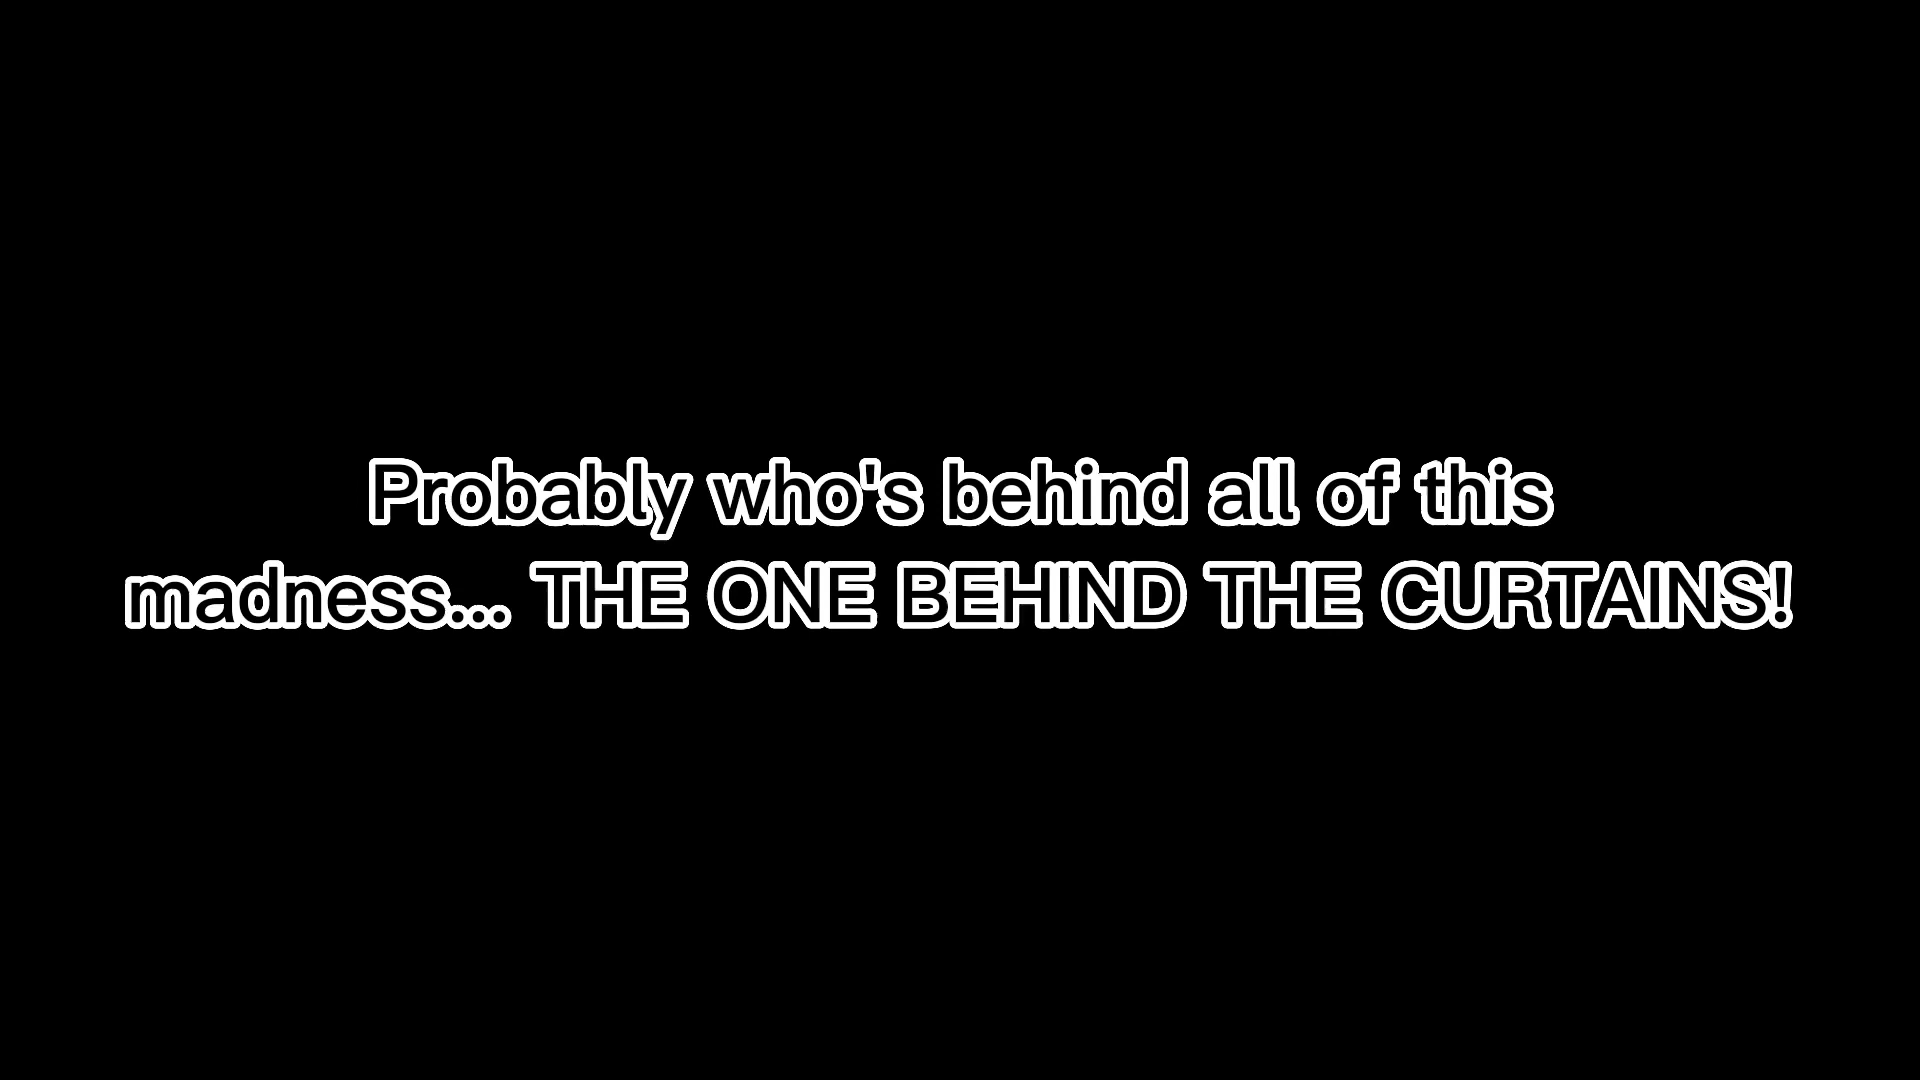 Probably who's behind all of this
madness... THE ONE BEHIND THE CURTAINS!